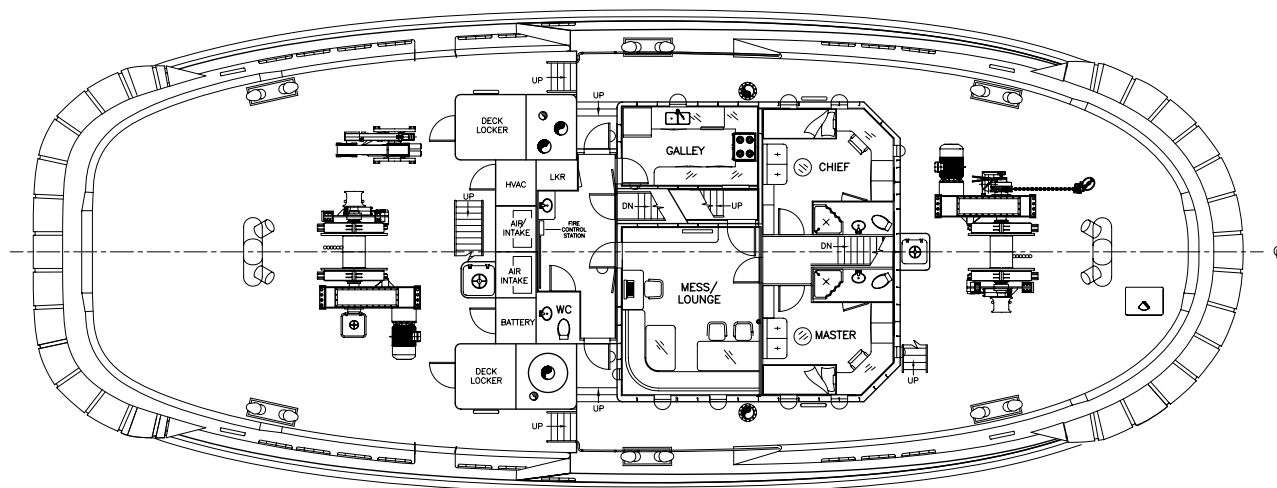 UP
UP
DECK
LOCKER
GALLEY
CHIEF
HVAC
LKR
UP
DN
UP
AIR
INTAKE
FIRE
CONTROL
STATION
DN
AIR
INTAKE
MESS/
LOUNGE
BATTERY
WC
MASTER
DECK
LOCKER
UP
UP
UP